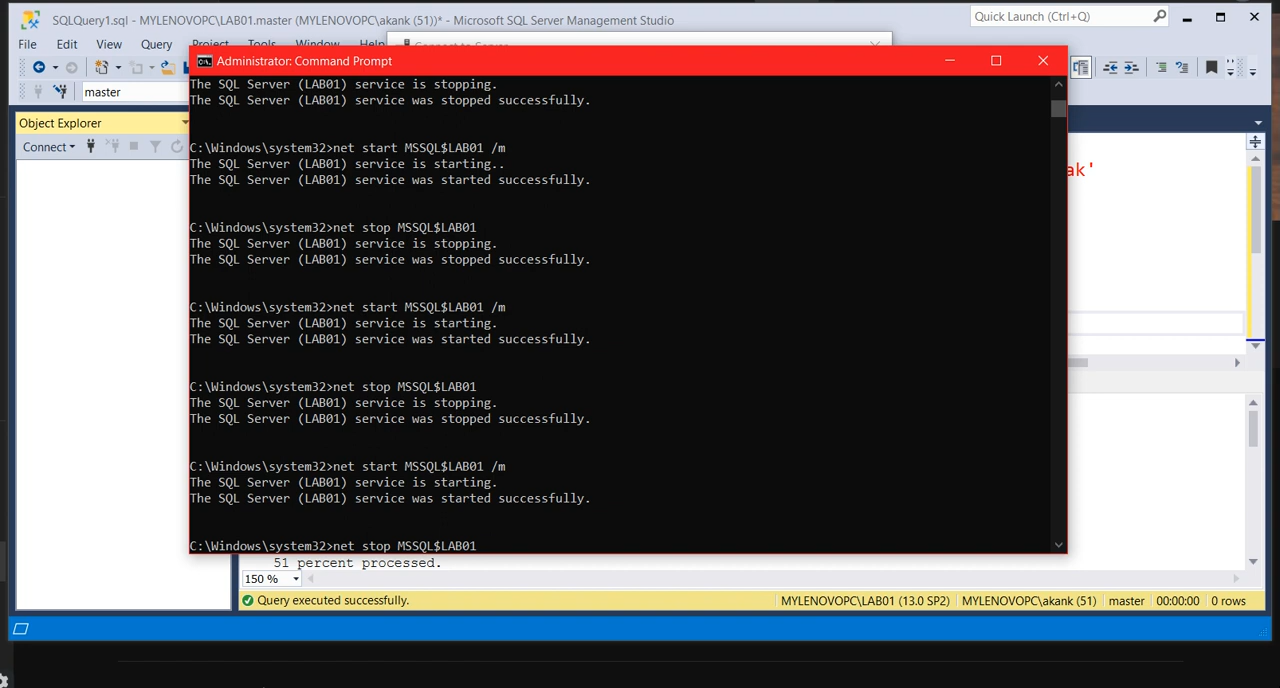 SQLQuery1.sql - MYLENOVOPC\LAB01.master (MYLENOVOPC\akank (51))* - Microsoft SQL Server Management Studio
Quick Launch (Ctrl+Q)
File Edit View Query Project Tools Window Help
Connect to Server
Administrator: Command Prompt
master
Object Explorer
Connect
The SQL Server (LAB01) service is stopping.
The SQL Server (LAB01) service was stopped successfully.
C:\Windows\system32>net start MSSQL$LAB01 /m
The SQL Server (LAB01) service is starting..
The SQL Server (LAB01) service was started successfully.
C:\Windows\system32>net stop MSSQL$LAB01
The SQL Server (LAB01) service is stopping.
The SQL Server (LAB01) service was stopped successfully.
C:\Windows\system32>net start MSSQL$LAB01 /m
The SQL Server (LAB01) service is starting.
The SQL Server (LAB01) service was started successfully.
C:\Windows\system32>net stop MSSQL$LAB01
The SQL Server (LAB01) service is stopping.
The SQL Server (LAB01) service was stopped successfully.
C:\Windows\system32>net start MSSQL$LAB01 /m
The SQL Server (LAB01) service is starting.
The SQL Server (LAB01) service was started successfully.
C:\Windows\system32>net stop MSSQL$LAB01
ak'
51 percent processed.
150 %
Query executed successfully.
MYLENOVOPC\LAB01 (13.0 SP2) MYLENOVOPC\akank (51) master 00:00:00 0 rows